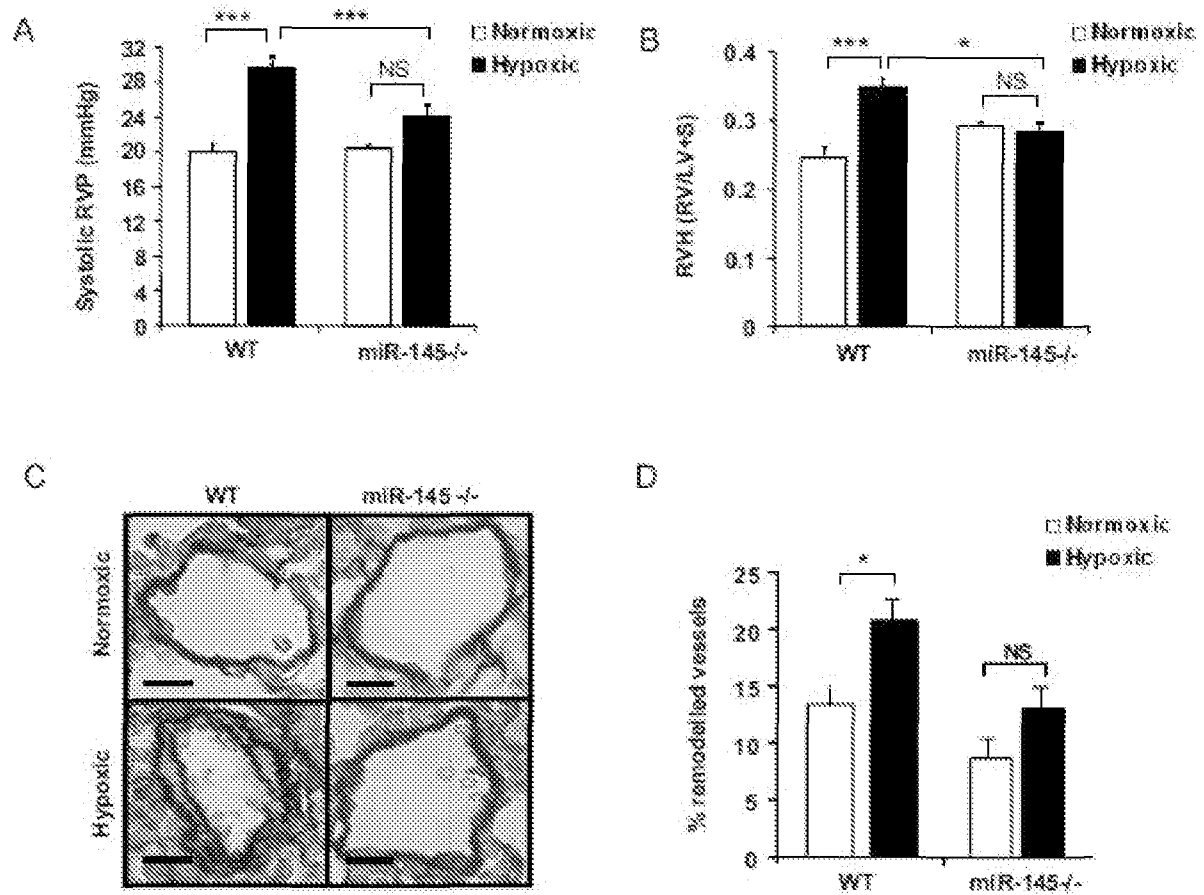 A
*** ***
Normoxic
Hypoxic
NS
Systolic RVP (mmHg)
32
28
24
20
16
12
8
4
0
WT miR-145-/-
B
*** *
Normoxic
Hypoxic
NS
RVH (RV/LV+S)
0.4
0.3
0.2
0.1
0
WT miR-145-/-
C
WT miR-145 -/-
Normoxic
Hypoxic
D
Normoxic
Hypoxic
*
NS
% remodelled vessels
25
20
15
10
5
0
WT miR-145-/-